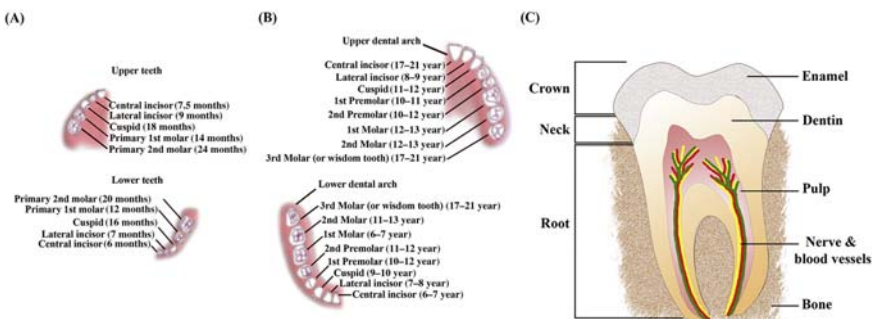 (A)
Upper teeth
Central incisor (7.5 months)
Lateral incisor (9 months)
Cuspid (18 months)
Primary 1st molar (14 months)
Primary 2nd molar (24 months)
Lower teeth
Primary 2nd molar (20 months)
Primary 1st molar (12 months)
Cuspid (16 months)
Lateral incisor (7 months)
Central incisor (6 months)
(B)
Upper dental arch
Central incisor (17–21 year)
Lateral incisor (8–9 year)
Cuspid (11–12 year)
1st Premolar (10–11 year)
2nd Premolar (10–12 year)
1st Molar (12–13 year)
2nd Molar (12–13 year)
3rd Molar (or wisdom tooth) (17–21 year)
Lower dental arch
3rd Molar (or wisdom tooth) (17–21 year)
2nd Molar (11–13 year)
1st Molar (6–7 year)
2nd Premolar (11–12 year)
1st Premolar (10–12 year)
Cuspid (9–10 year)
Lateral incisor (7–8 year)
Central incisor (6–7 year)
(C)
Crown
Neck
Root
Enamel
Dentin
Pulp
Nerve &
blood vessels
Bone